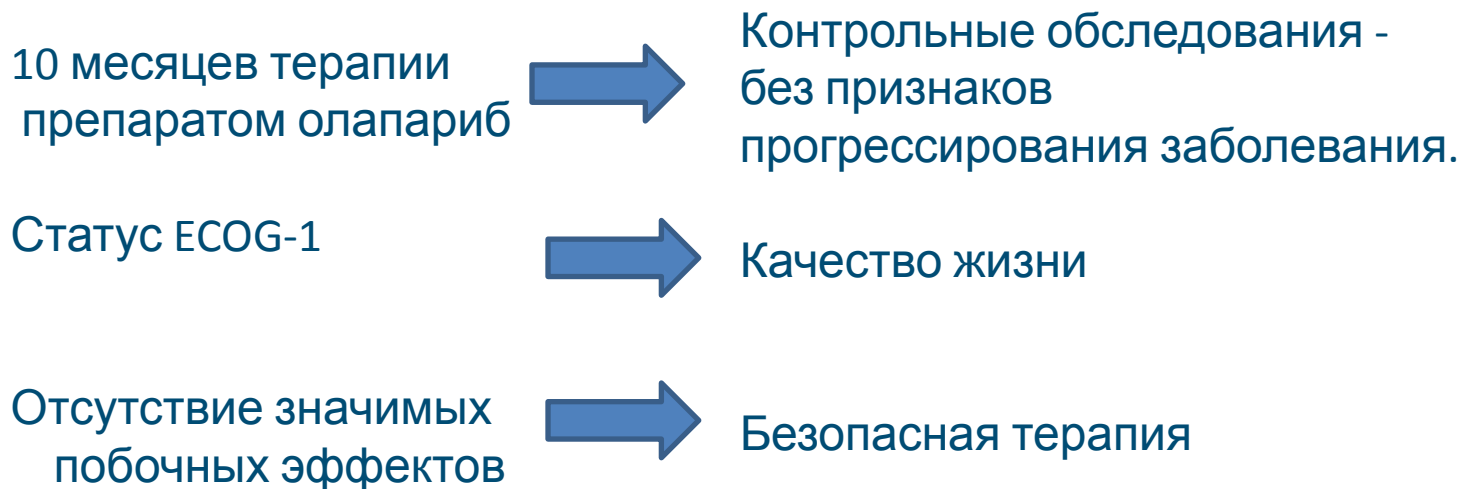 10 месяцев терапии
препаратом олапариб
Контрольные обследования -
без признаков
прогрессирования заболевания.
Статус ECOG-1
Качество жизни
Отсутствие значимых
побочных эффектов
Безопасная терапия